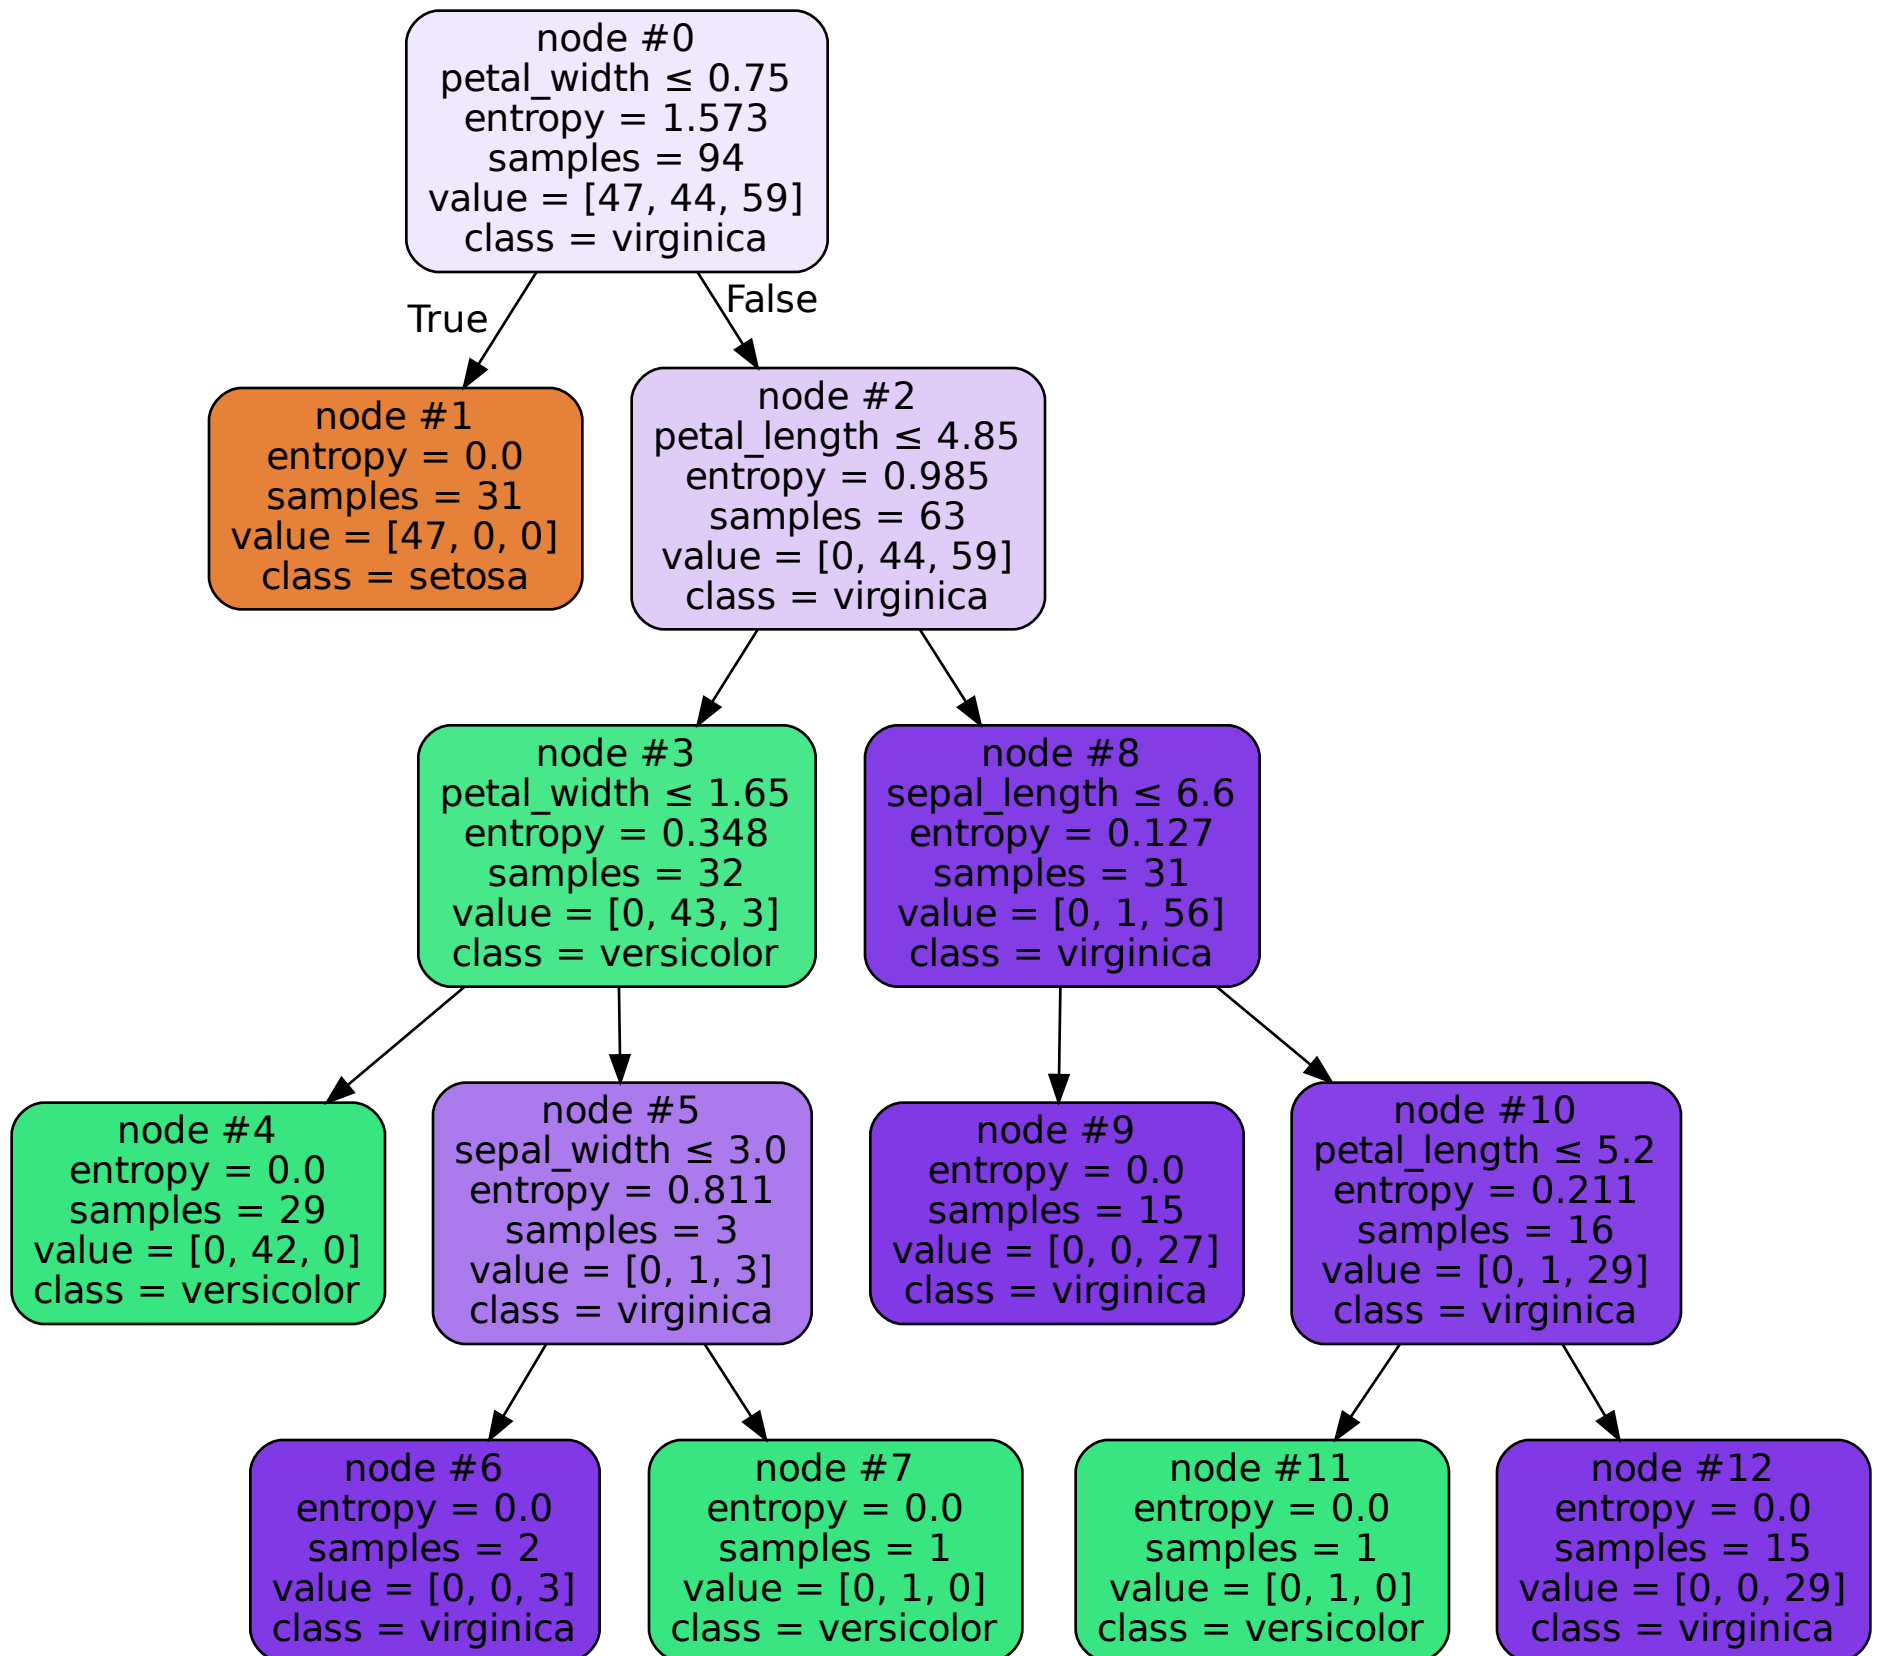 node #0
petal_width ≤ 0.75
entropy = 1.573
samples = 94
value = [47, 44, 59]
class = virginica
True
False
node #1
entropy = 0.0
samples = 31
value = [47, 0, 0]
class = setosa
node #2
petal_length ≤ 4.85
entropy = 0.985
samples = 63
value = [0, 44, 59]
class = virginica
node #3
petal_width ≤ 1.65
entropy = 0.348
samples = 32
value = [0, 43, 3]
class = versicolor
node #8
sepal_length ≤ 6.6
entropy = 0.127
samples = 31
value = [0, 1, 56]
class = virginica
node #4
entropy = 0.0
samples = 29
value = [0, 42, 0]
class = versicolor
node #5
sepal_width ≤ 3.0
entropy = 0.811
samples = 3
value = [0, 1, 3]
class = virginica
node #9
entropy = 0.0
samples = 15
value = [0, 0, 27]
class = virginica
node #10
petal_length ≤ 5.2
entropy = 0.211
samples = 16
value = [0, 1, 29]
class = virginica
node #6
entropy = 0.0
samples = 2
value = [0, 0, 3]
class = virginica
node #7
entropy = 0.0
samples = 1
value = [0, 1, 0]
class = versicolor
node #11
entropy = 0.0
samples = 1
value = [0, 1, 0]
class = versicolor
node #12
entropy = 0.0
samples = 15
value = [0, 0, 29]
class = virginica